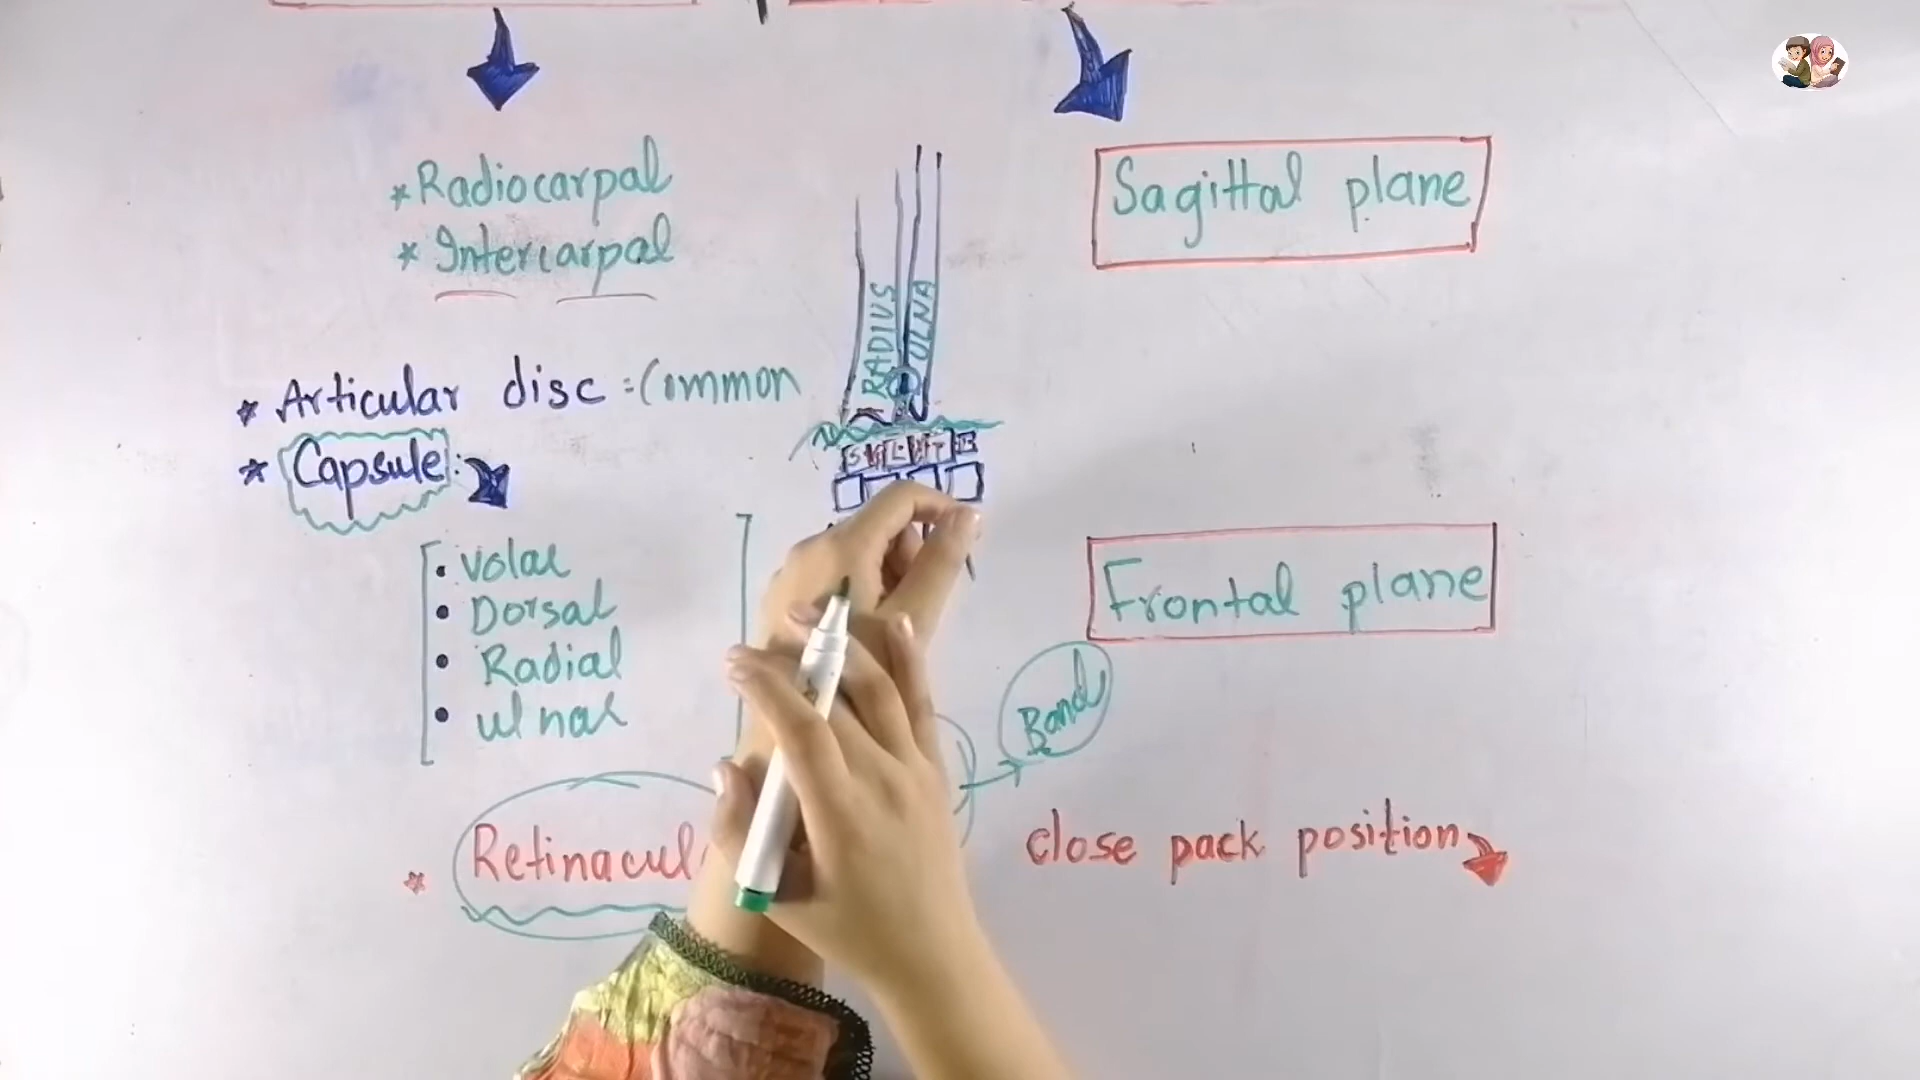 * Radiocarpal
* Intercarpal
* Articular disc = Common
* Capsule :
• Volar
• Dorsal
• Radial
• ulnar
* Retinacul
RADIUS
ULNA
S L T P
Sagittal plane
Frontal plane
Band
close pack position